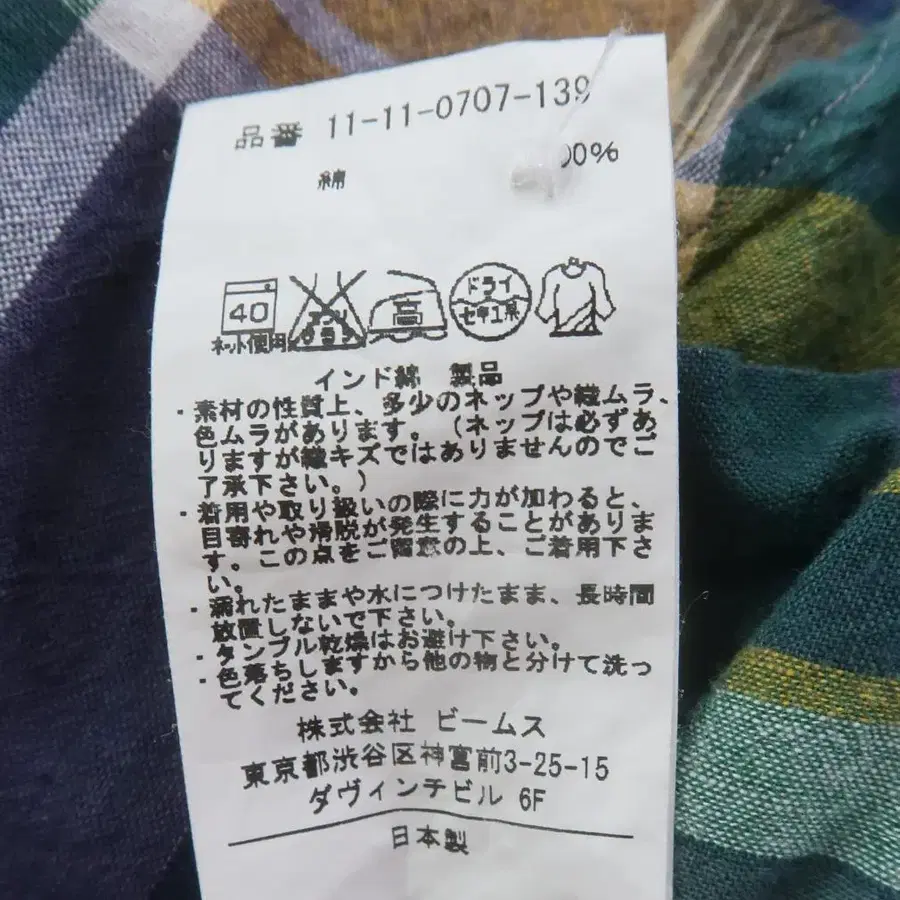 品番 11-11-0707-139
綿 00%
40
ネット使用
エンソ
サラシ
高
ドライ
セキユ系
インド綿 製品
・素材の性質上、多少のネップや織ムラ、
色ムラがあります。（ネップは必ずあ
りますが織キズではありませんのでご
了承下さい。）
・着用や取り扱いの際に力が加わると、
目寄れや滑脱が発生することがありま
す。この点をご留意の上、ご着用下さ
い。
・濡れたままや水につけたまま、長時間
放置しないで下さい。
・タンブル乾燥はお避け下さい。
・色落ちしますから他の物と分けて洗っ
てください。
株式会社 ビームス
東京都渋谷区神宮前3-25-15
ダヴィンチビル 6F
日本製